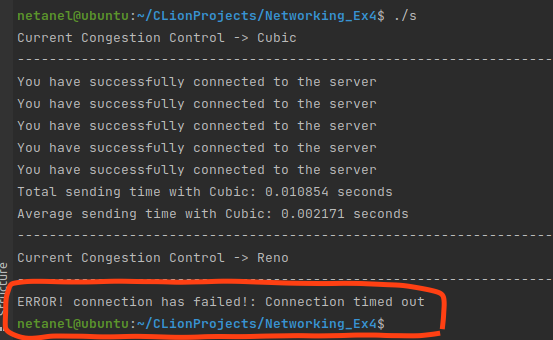 netanel@ubuntu:~/CLionProjects/Networking_Ex4$ ./s
Current Congestion Control -> Cubic
--------------------------------------------------------------------
You have successfully connected to the server
You have successfully connected to the server
You have successfully connected to the server
You have successfully connected to the server
You have successfully connected to the server
Total sending time with Cubic: 0.010854 seconds
Average sending time with Cubic: 0.002171 seconds
--------------------------------------------------------------------
Current Congestion Control -> Reno
--------------------------------------------------------------------
ERROR! connection has failed!: Connection timed out
netanel@ubuntu:~/CLionProjects/Networking_Ex4$